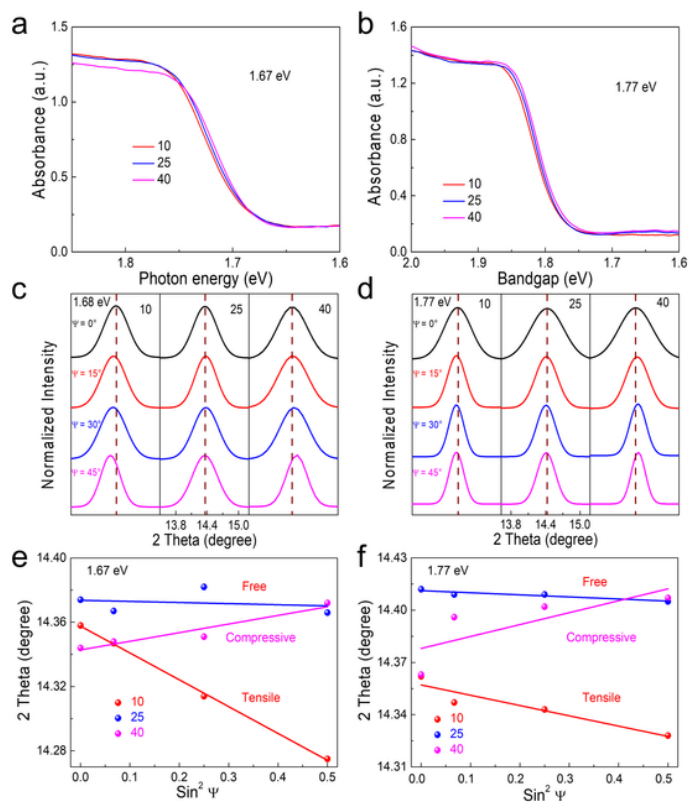 a
Absorbance (a.u.)
1.5
1.0
0.5
0.0
1.67 eV
10
25
40
1.8
1.7
1.6
Photon energy (eV)
b
Absorbance (a.u.)
1.6
1.2
0.8
0.4
0.0
1.77 eV
10
25
40
2.0
1.9
1.8
1.7
1.6
Bandgap (eV)
c
Normalized Intensity
1.68 eV
10
25
40
Ψ = 0°
Ψ = 15°
Ψ = 30°
Ψ = 45°
13.8 14.4 15.0
2 Theta (degree)
d
Normalized Intensity
1.77 eV
10
25
40
Ψ = 0°
Ψ = 15°
Ψ = 30°
Ψ = 45°
13.8 14.4 15.0
2 Theta (degree)
e
2 Theta (degree)
14.40
14.36
14.32
14.28
1.67 eV
Free
Compressive
Tensile
10
25
40
0.0 0.1 0.2 0.3 0.4 0.5
Sin² Ψ
f
2 Theta (degree)
14.43
14.40
14.37
14.34
14.31
1.77 eV
Free
Compressive
Tensile
10
25
40
0.0 0.1 0.2 0.3 0.4 0.5
Sin² Ψ